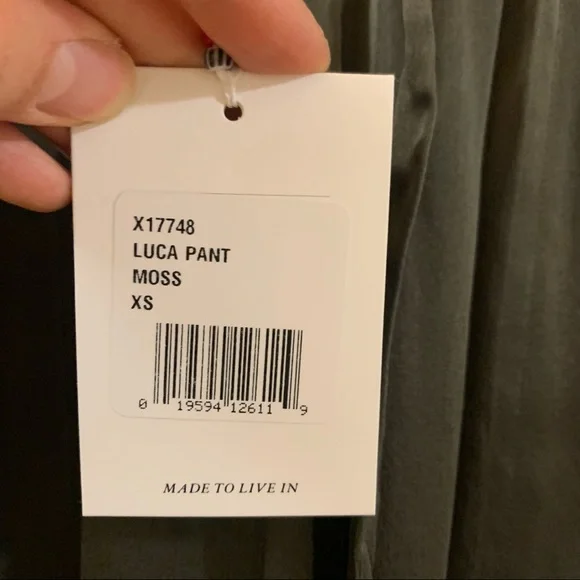 X17748
LUCA PANT
MOSS
XS
0 19594 12611 9
MADE TO LIVE IN